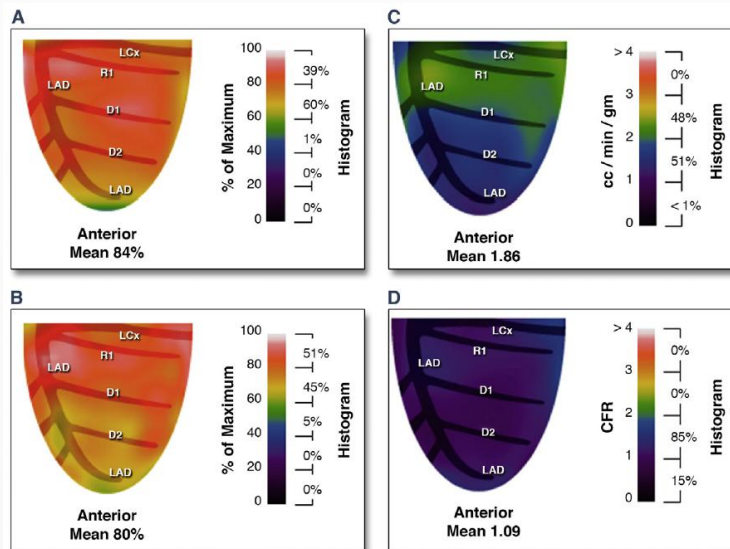 A
LCx
R1
LAD
D1
D2
LAD
Anterior
Mean 84%
% of Maximum
100
80
60
40
20
0
39%
60%
1%
0%
0%
Histogram
C
LCx
R1
LAD
D1
D2
LAD
Anterior
Mean 1.86
cc / min / gm
> 4
3
2
1
0
0%
48%
51%
< 1%
Histogram
B
LCx
R1
LAD
D1
D2
LAD
Anterior
Mean 80%
% of Maximum
100
80
60
40
20
0
51%
45%
5%
0%
0%
Histogram
D
LCx
R1
LAD
D1
D2
LAD
Anterior
Mean 1.09
CFR
> 4
3
2
1
0
0%
0%
85%
15%
Histogram